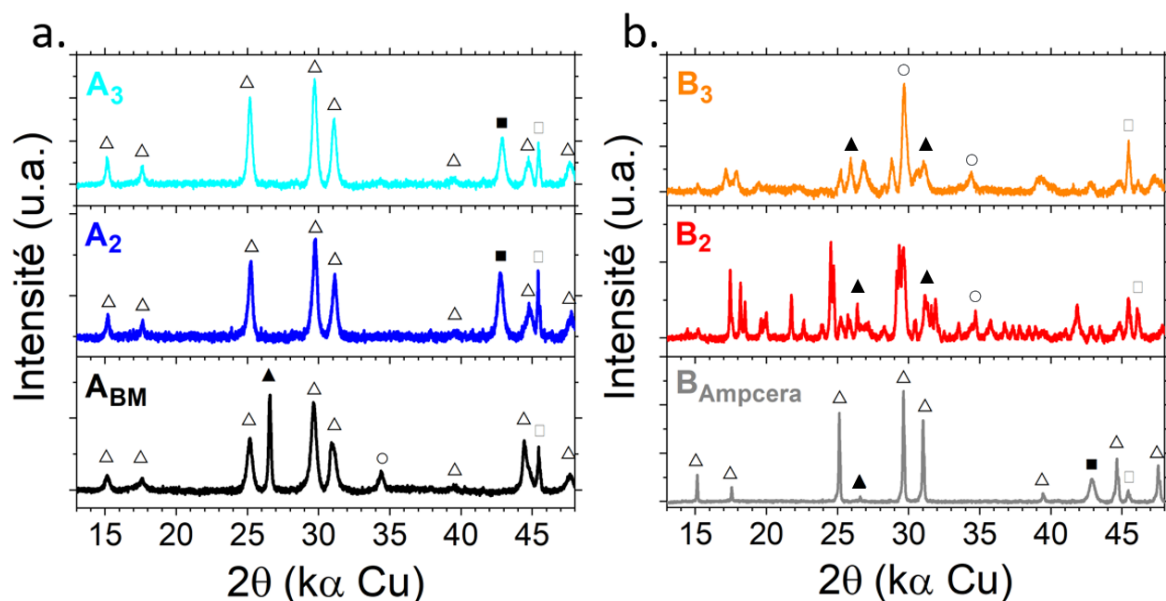 a.
Intensité (u.a.)
A3
A2
ABM
15 20 25 30 35 40 45
2θ (kα Cu)
b.
Intensité (u.a.)
B3
B2
BAmpcera
15 20 25 30 35 40 45
2θ (kα Cu)